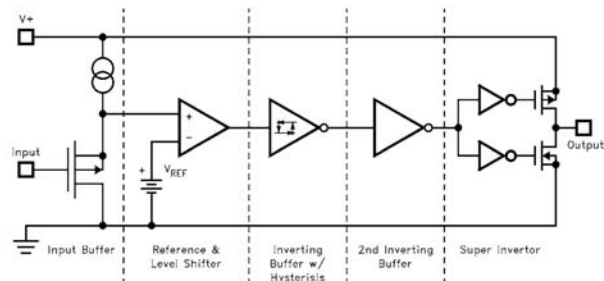 V+
Input
+
−
+
VREF
Output
Input Buffer
Reference &
Level Shifter
Inverting
Buffer w/
Hysterisis
2nd Inverting
Buffer
Super Invertor